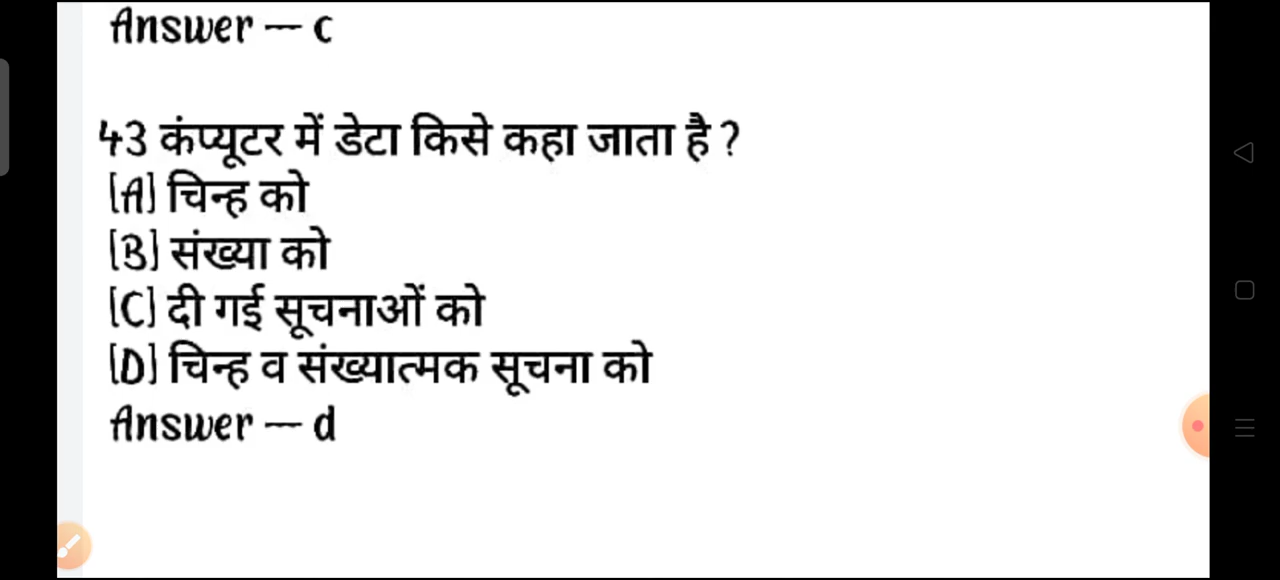 Answer — c
43 कंप्यूटर में डेटा किसे कहा जाता है ?
[A] चिन्ह को
[B] संख्या को
[C] दी गई सूचनाओं को
[D] चिन्ह व संख्यात्मक सूचना को
Answer — d